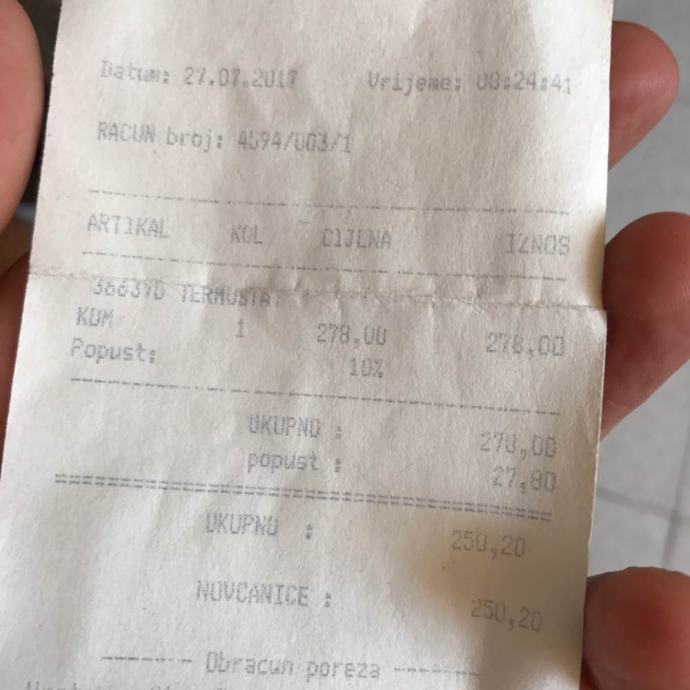 Datum: 27.07.2017 Vrijeme: 08:24:41
RACUN broj: 4594/003/1
ARTIKAL KOL CIJENA IZNOS
36637D TERMOSTAT
KOM 1 278,00 278,00
Popust: 10%
UKUPNO : 278,00
popust : 27,80
UKUPNO : 250,20
NOVCANICE : 250,20
------- Obracun poreza -------